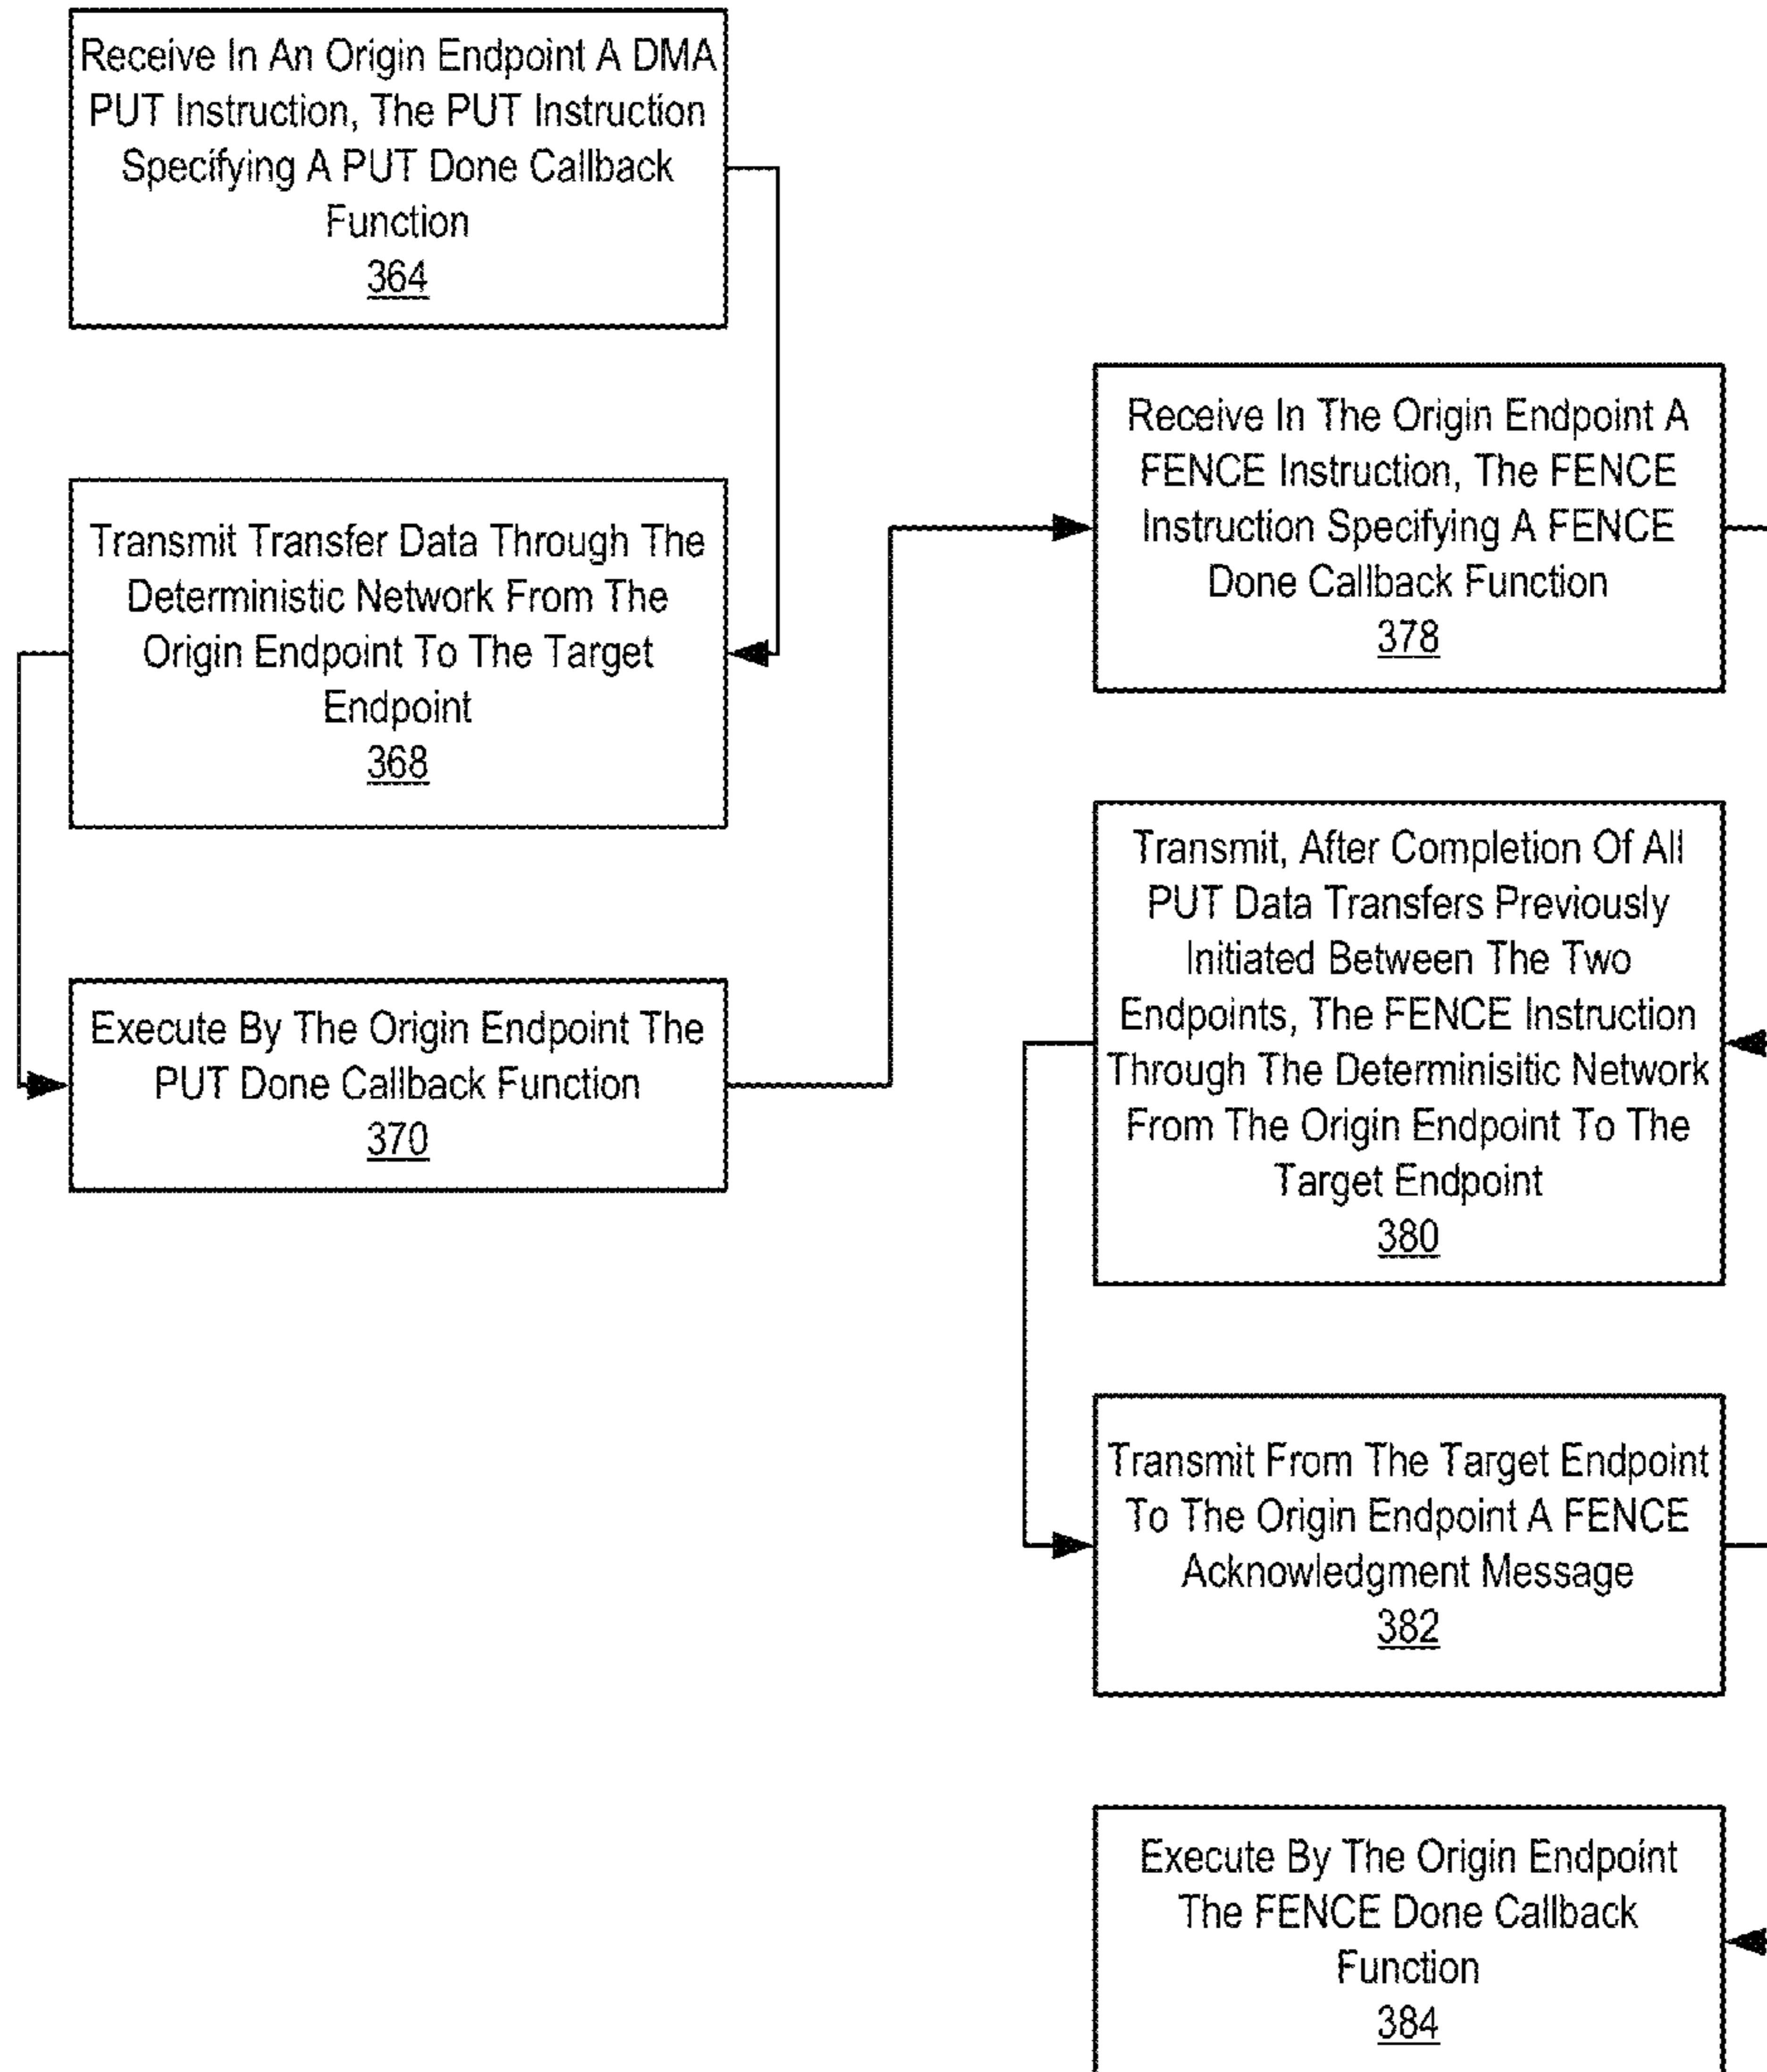 Receive In An Origin Endpoint A DMA
PUT Instruction, The PUT Instruction
Specifying A PUT Done Callback
Function
364
Transmit Transfer Data Through The
Deterministic Network From The
Origin Endpoint To The Target
Endpoint
368
Execute By The Origin Endpoint The
PUT Done Callback Function
370
Receive In The Origin Endpoint A
FENCE Instruction, The FENCE
Instruction Specifying A FENCE
Done Callback Function
378
Transmit, After Completion Of All
PUT Data Transfers Previously
Initiated Between The Two
Endpoints, The FENCE Instruction
Through The Determinisitic Network
From The Origin Endpoint To The
Target Endpoint
380
Transmit From The Target Endpoint
To The Origin Endpoint A FENCE
Acknowledgment Message
382
Execute By The Origin Endpoint
The FENCE Done Callback
Function
384